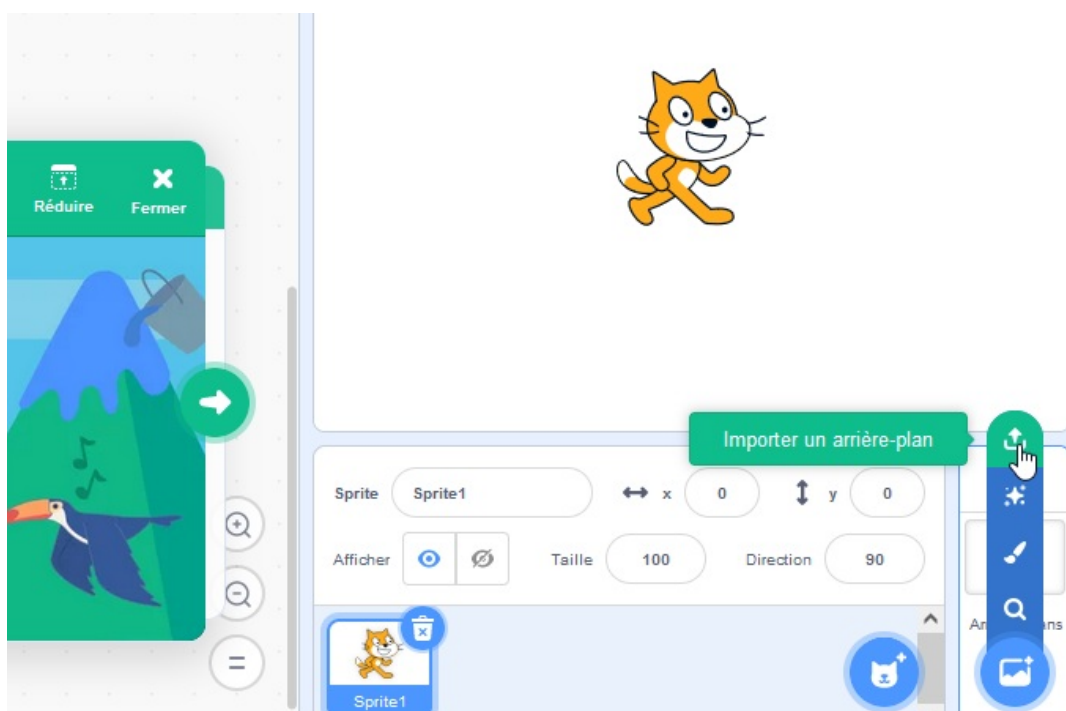 Réduire
Fermer
Importer un arrière-plan
Sprite
Sprite1
x
0
y
0
Afficher
Taille
100
Direction
90
Sprite1